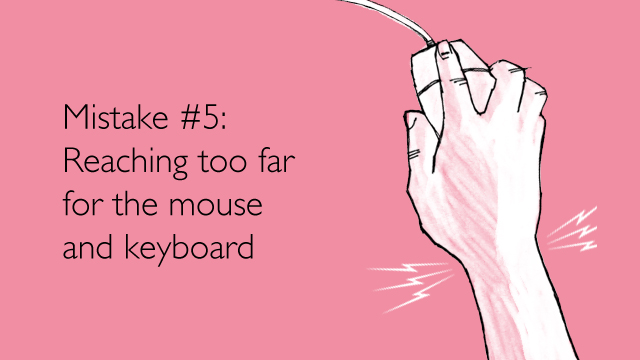 Mistake #5:
Reaching too far
for the mouse
and keyboard